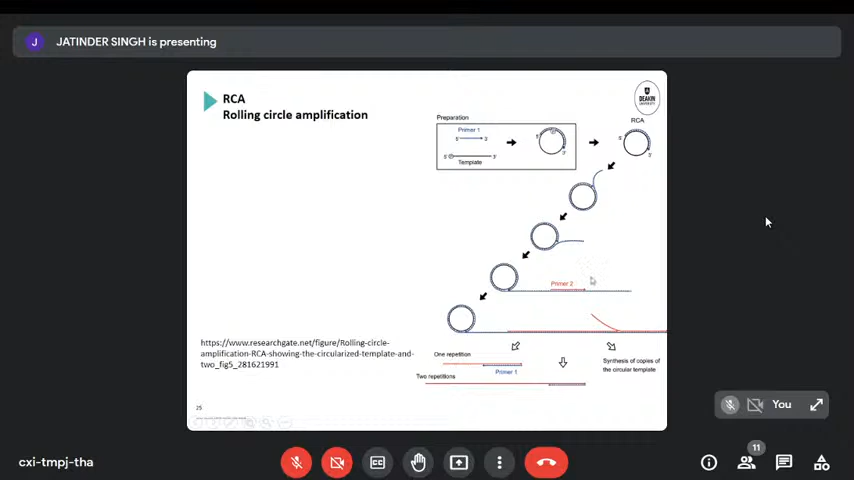 J
JATINDER SINGH is presenting
RCA
Rolling circle amplification
DEAKIN
UNIVERSITY
Preparation
Primer 1
5'
3'
5'
3'
Template
5'
3'
RCA
5'
3'
Primer 2
https://www.researchgate.net/figure/Rolling-circle-
amplification-RCA-showing-the-circularized-template-and-
two_fig5_281621991
One repetition
Primer 1
Two repetitions
Synthesis of copies of
the circular template
25
You
11
cxi-tmpj-tha
CC